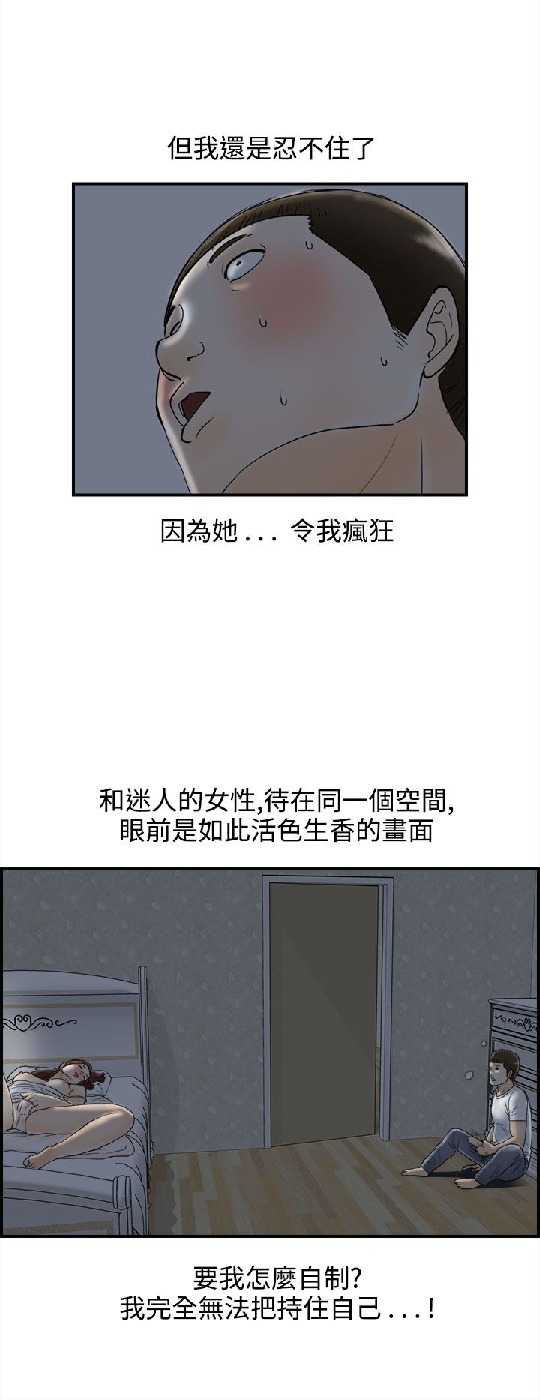 但我還是忍不住了
因為她... 令我瘋狂
和迷人的女性,待在同一個空間,
眼前是如此活色生香的畫面
要我怎麼自制?
我完全無法把持住自己...!